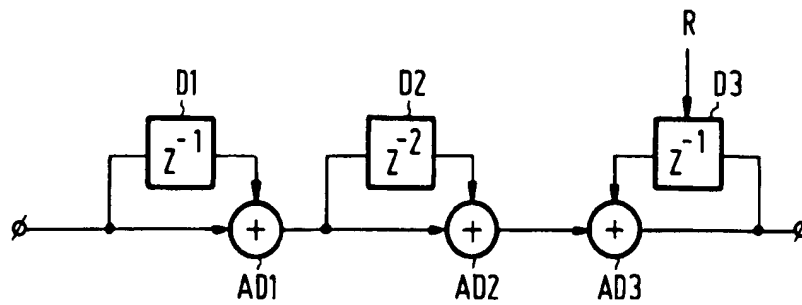 R
D1
D2
D3
z⁻¹
z⁻²
z⁻¹
+
+
+
AD1
AD2
AD3